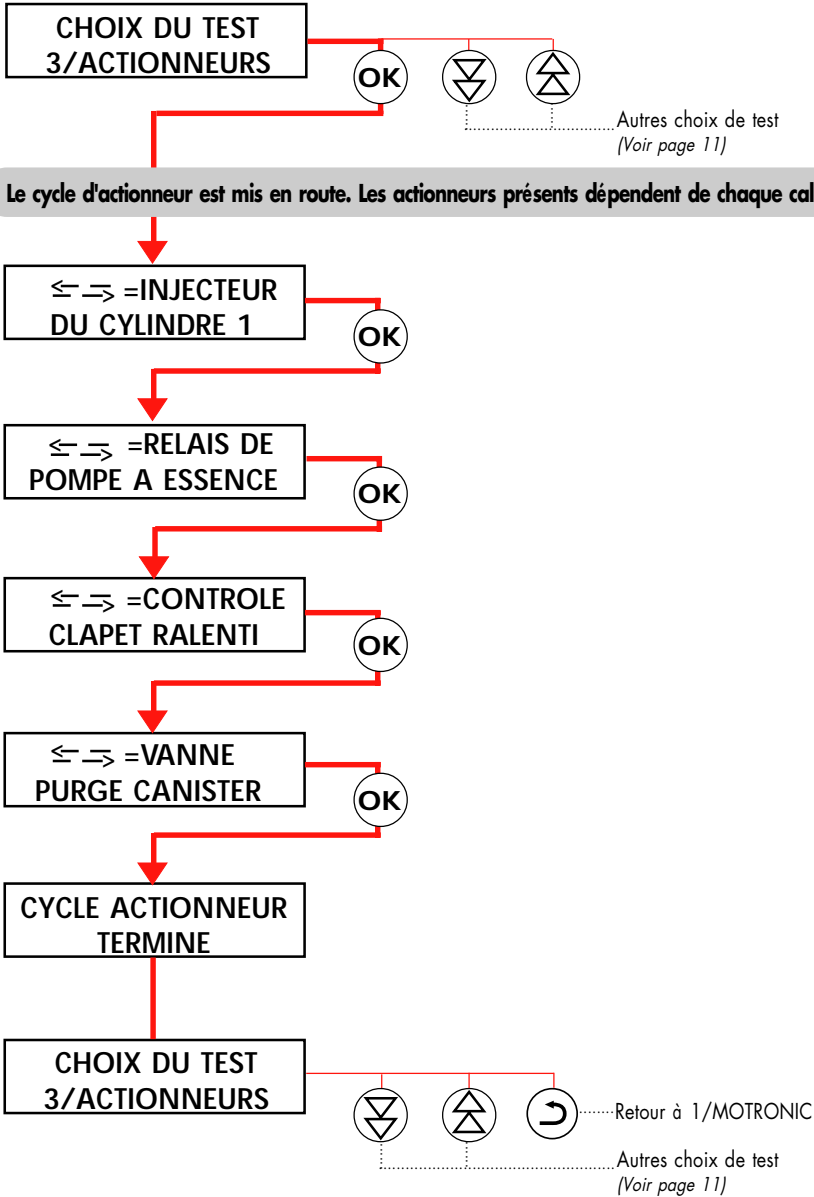 CHOIX DU TEST
3/ACTIONNEURS
OK
Autres choix de test
(Voir page 11)
Le cycle d'actionneur est mis en route. Les actionneurs présents dépendent de chaque cal
=INJECTEUR
DU CYLINDRE 1
OK
=RELAIS DE
POMPE A ESSENCE
OK
=CONTROLE
CLAPET RALENTI
OK
=VANNE
PURGE CANISTER
OK
CYCLE ACTIONNEUR
TERMINE
CHOIX DU TEST
3/ACTIONNEURS
Retour à 1/MOTRONIC
Autres choix de test
(Voir page 11)